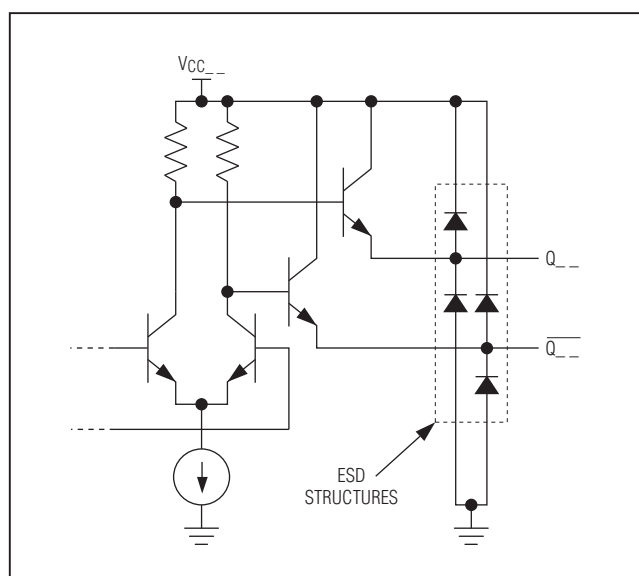 VCC_ _
Q_ _
Q_ _
ESD
STRUCTURES